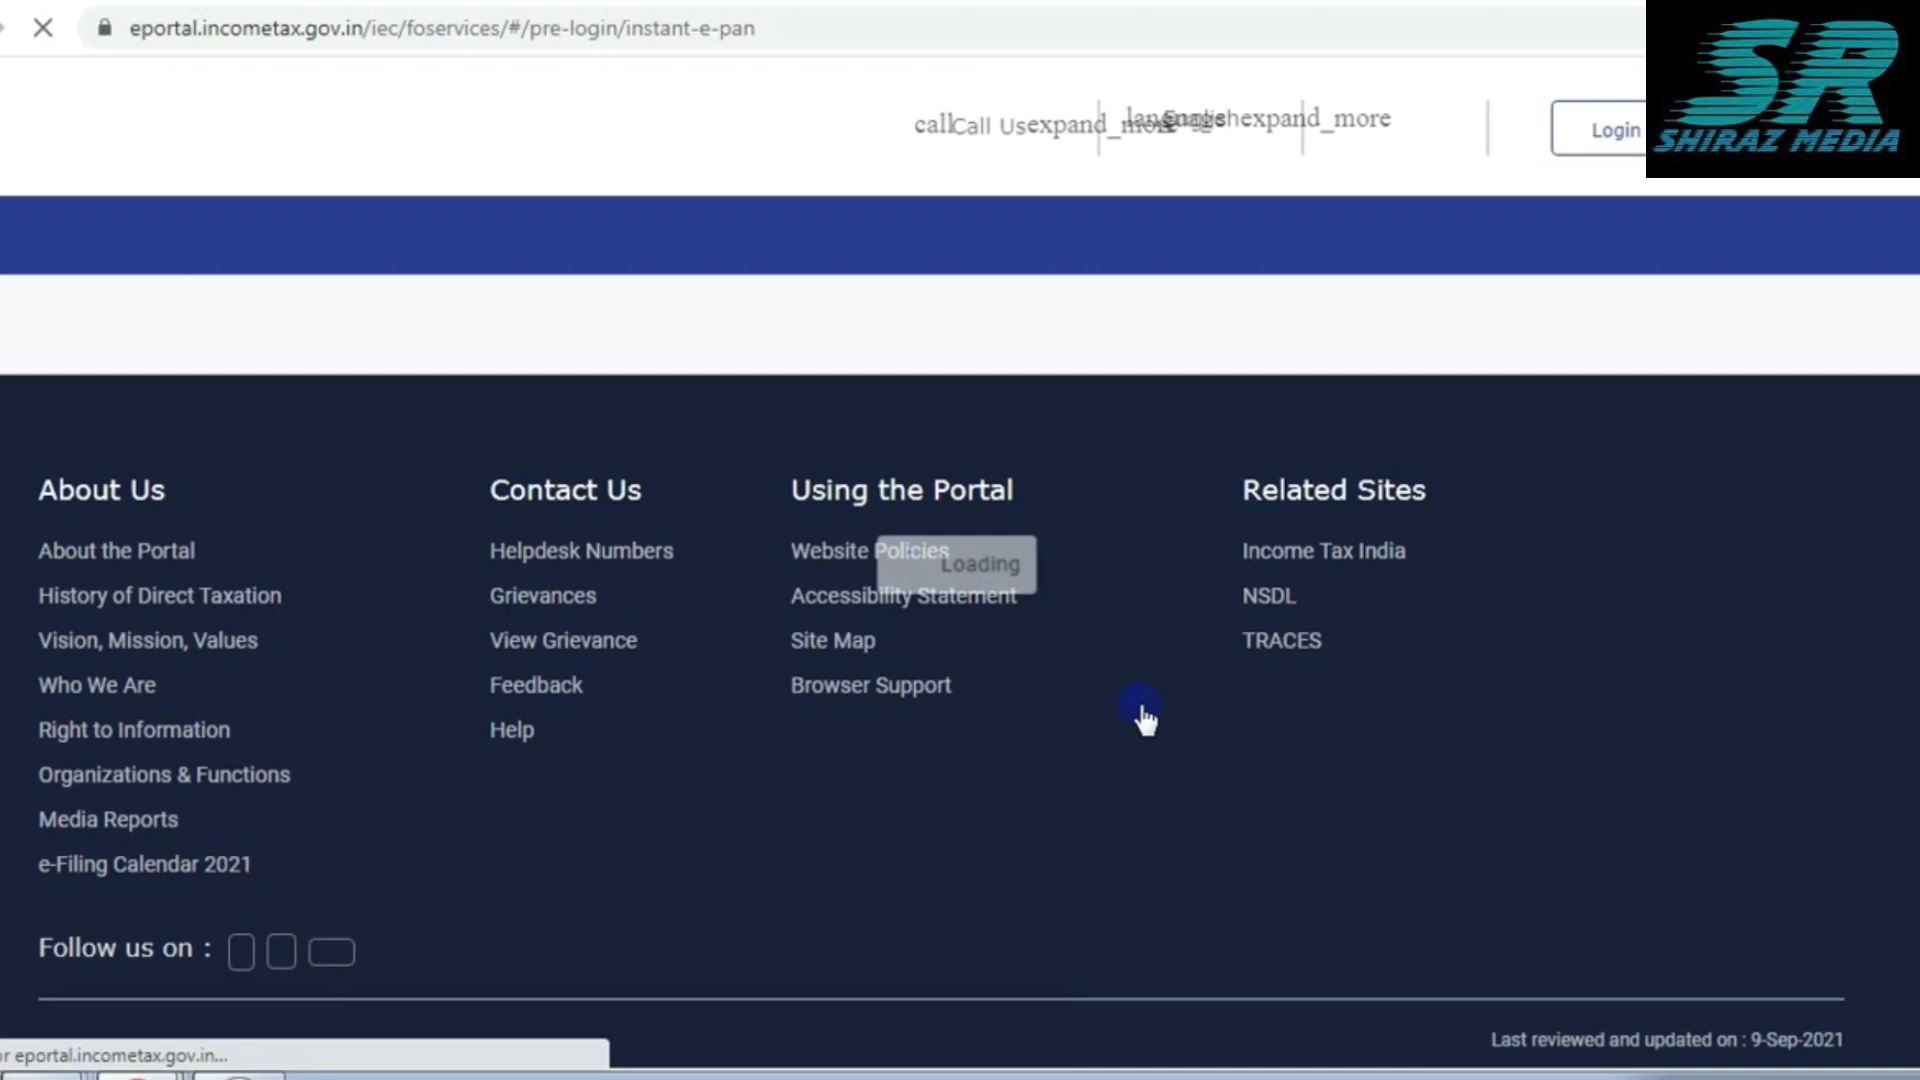 eportal.incometax.gov.in/iec/foservices/#/pre-login/instant-e-pan
SR
SHIRAZ MEDIA
callCall Usexpand_more
expand_more
Login
About Us
About the Portal
History of Direct Taxation
Vision, Mission, Values
Who We Are
Right to Information
Organizations & Functions
Media Reports
e-Filing Calendar 2021
Contact Us
Helpdesk Numbers
Grievances
View Grievance
Feedback
Help
Using the Portal
Website Policies
Accessibility Statement
Site Map
Browser Support
Loading
Related Sites
Income Tax India
NSDL
TRACES
Follow us on :
Last reviewed and updated on : 9-Sep-2021
eportal.incometax.gov.in...